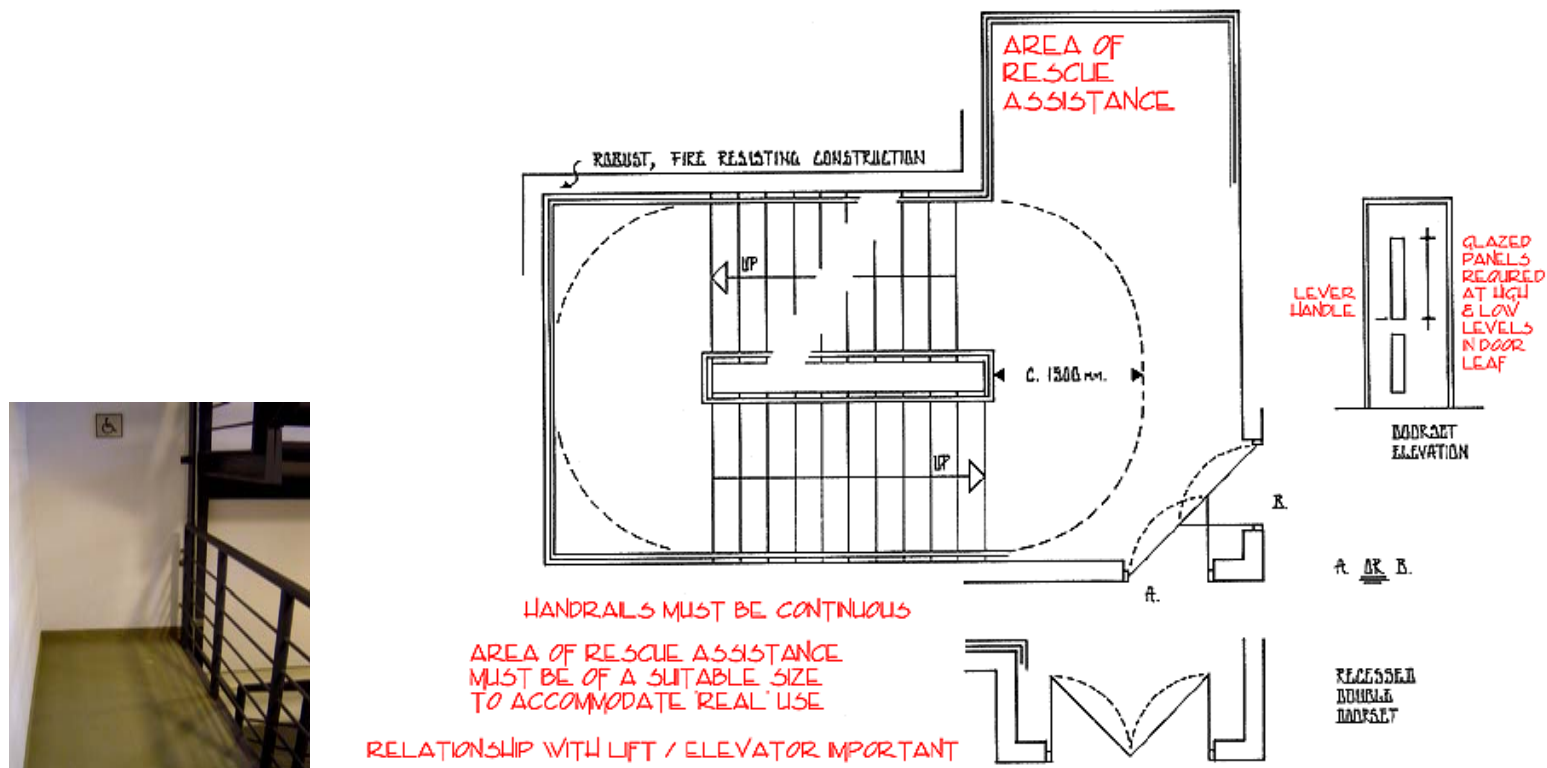 AREA OF
RESCUE
ASSISTANCE
ROBUST, FIRE RESISTING CONSTRUCTION
UP
C. 1500 MM.
UP
LEVER
HANDLE
GLAZED
PANELS
REQUIRED
AT HIGH
& LOW
LEVELS
IN DOOR
LEAF
DOORSET
ELEVATION
B.
A.
A. OR B.
HANDRAILS MUST BE CONTINUOUS
AREA OF RESCUE ASSISTANCE
MUST BE OF A SUITABLE SIZE
TO ACCOMMODATE 'REAL' USE
RELATIONSHIP WITH LIFT / ELEVATOR IMPORTANT
RECESSED
DOUBLE
DOORSET